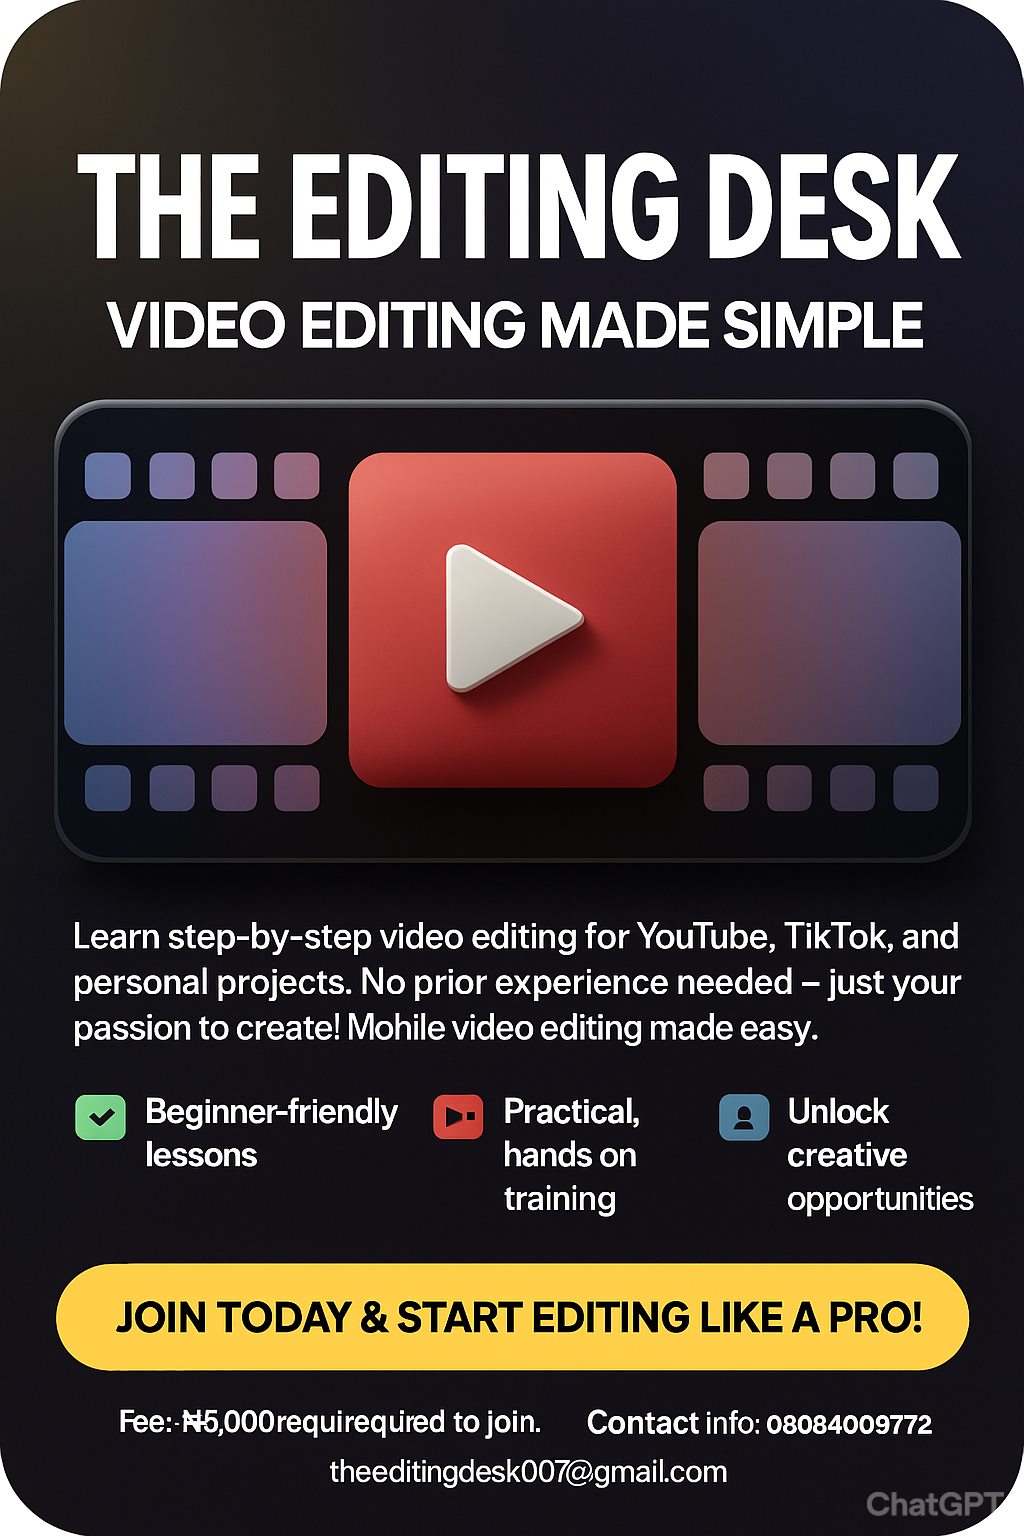 THE EDITING DESK
VIDEO EDITING MADE SIMPLE
Learn step-by-step video editing for YouTube, TikTok, and
personal projects. No prior experience needed – just your
passion to create! Mohile video editing made easy.
Beginner-friendly
lessons
Practical,
hands on
training
Unlock
creative
opportunities
JOIN TODAY & START EDITING LIKE A PRO!
Fee:-₦5,000requirequired to join.
Contact info: 08084009772
theeditingdesk007@gmail.com
ChatGPT